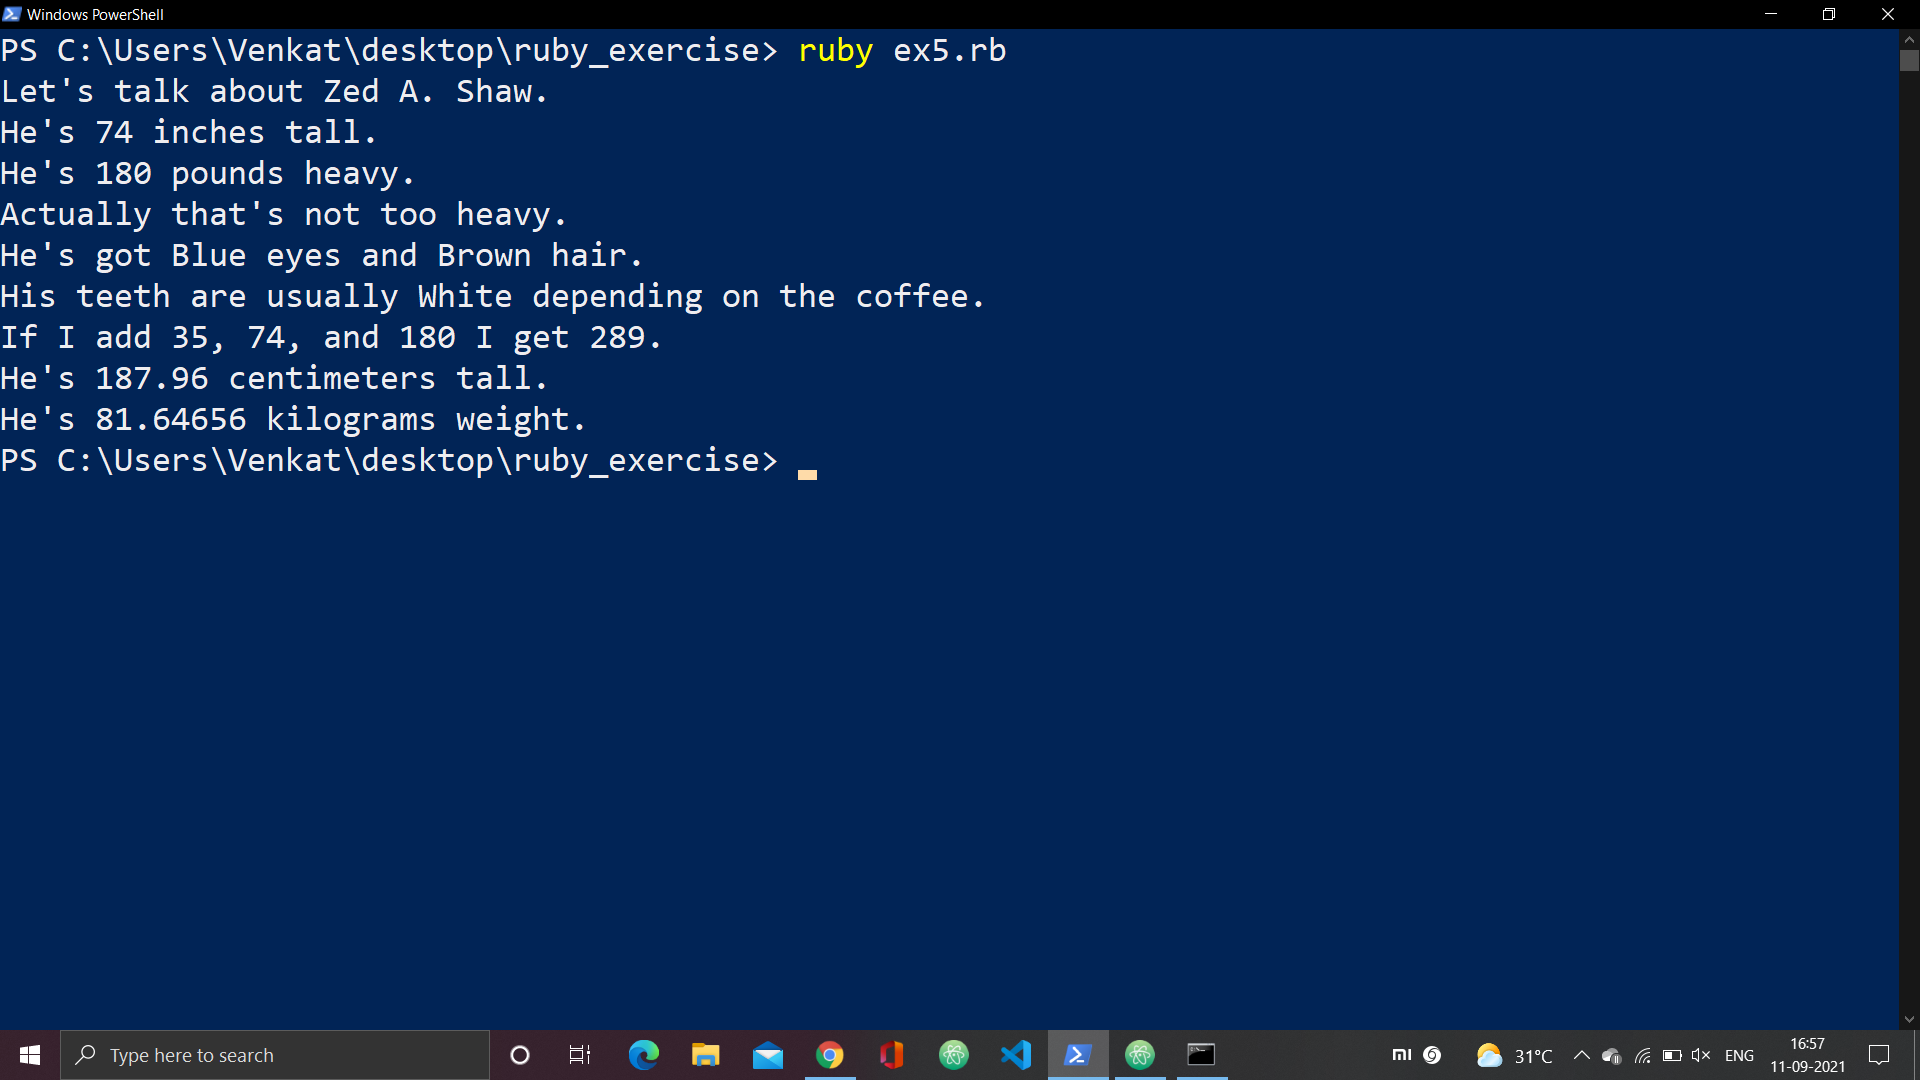 Windows PowerShell
PS C:\Users\Venkat\desktop\ruby_exercise> ruby ex5.rb
Let's talk about Zed A. Shaw.
He's 74 inches tall.
He's 180 pounds heavy.
Actually that's not too heavy.
He's got Blue eyes and Brown hair.
His teeth are usually White depending on the coffee.
If I add 35, 74, and 180 I get 289.
He's 187.96 centimeters tall.
He's 81.64656 kilograms weight.
PS C:\Users\Venkat\desktop\ruby_exercise>
Type here to search
mi
31°C
ENG
16:57
11-09-2021